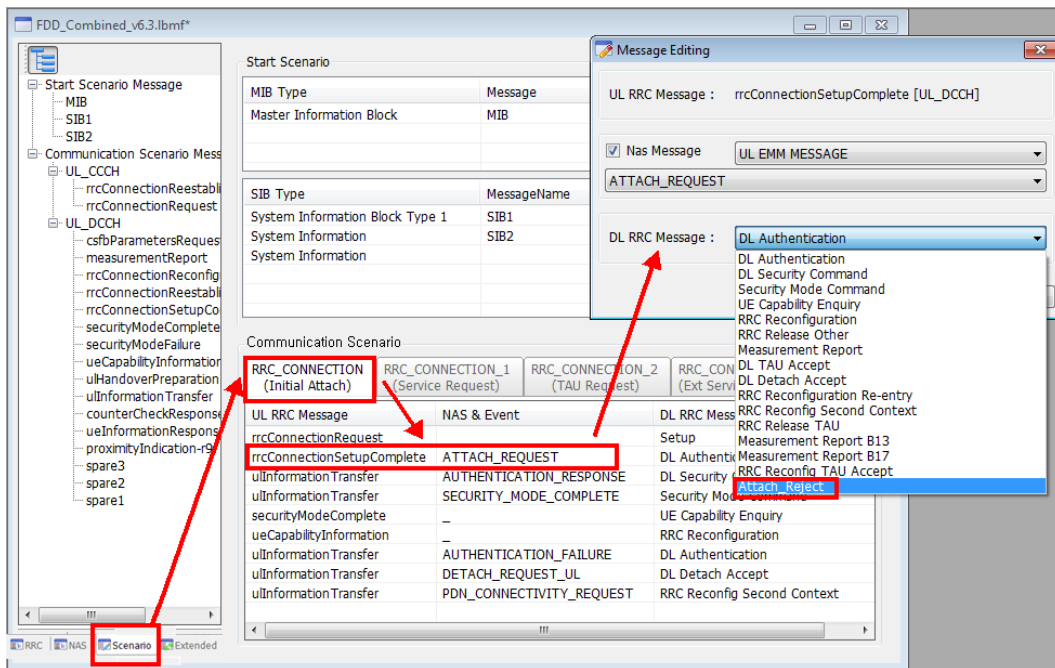 FDD_Combined_v6.3.lbmf*
Start Scenario Message
MIB
SIB1
SIB2
Communication Scenario Mess
UL_CCCH
rrcConnectionReestabli
rrcConnectionRequest
UL_DCCH
csfbParametersReques
measurementReport
rrcConnectionReconfig
rrcConnectionReestabli
rrcConnectionSetupCo
securityModeComplete
securityModeFailure
ueCapabilityInformation
ulHandoverPreparation
ulInformationTransfer
counterCheckResponse
ueInformationRespons
proximityIndication-r9
spare3
spare2
spare1
RRC NAS Scenario Extended
Start Scenario
MIB Type Message
Master Information Block MIB
SIB Type MessageName
System Information Block Type 1 SIB1
System Information SIB2
System Information
Communication Scenario
RRC_CONNECTION RRC_CONNECTION_1 RRC_CONNECTION_2 RRC_CON
(Initial Attach) (Service Request) (TAU Request) (Ext Servi
UL RRC Message NAS & Event DL RRC Mess
rrcConnectionRequest Setup
rrcConnectionSetupComplete ATTACH_REQUEST DL Authentic
ulInformationTransfer AUTHENTICATION_RESPONSE DL Security
ulInformationTransfer SECURITY_MODE_COMPLETE Security Mode Command
securityModeComplete _ UE Capability Enquiry
ueCapabilityInformation _ RRC Reconfiguration
ulInformationTransfer AUTHENTICATION_FAILURE DL Authentication
ulInformationTransfer DETACH_REQUEST_UL DL Detach Accept
ulInformationTransfer PDN_CONNECTIVITY_REQUEST RRC Reconfig Second Context
Message Editing
UL RRC Message : rrcConnectionSetupComplete [UL_DCCH]
Nas Message UL EMM MESSAGE
ATTACH_REQUEST
DL RRC Message : DL Authentication
DL Authentication
DL Security Command
Security Mode Command
UE Capability Enquiry
RRC Reconfiguration
RRC Release Other
Measurement Report
DL TAU Accept
DL Detach Accept
RRC Reconfiguration Re-entry
RRC Reconfig Second Context
RRC Release TAU
Measurement Report B13
Measurement Report B17
RRC Reconfig TAU Accept
Attach_Reject